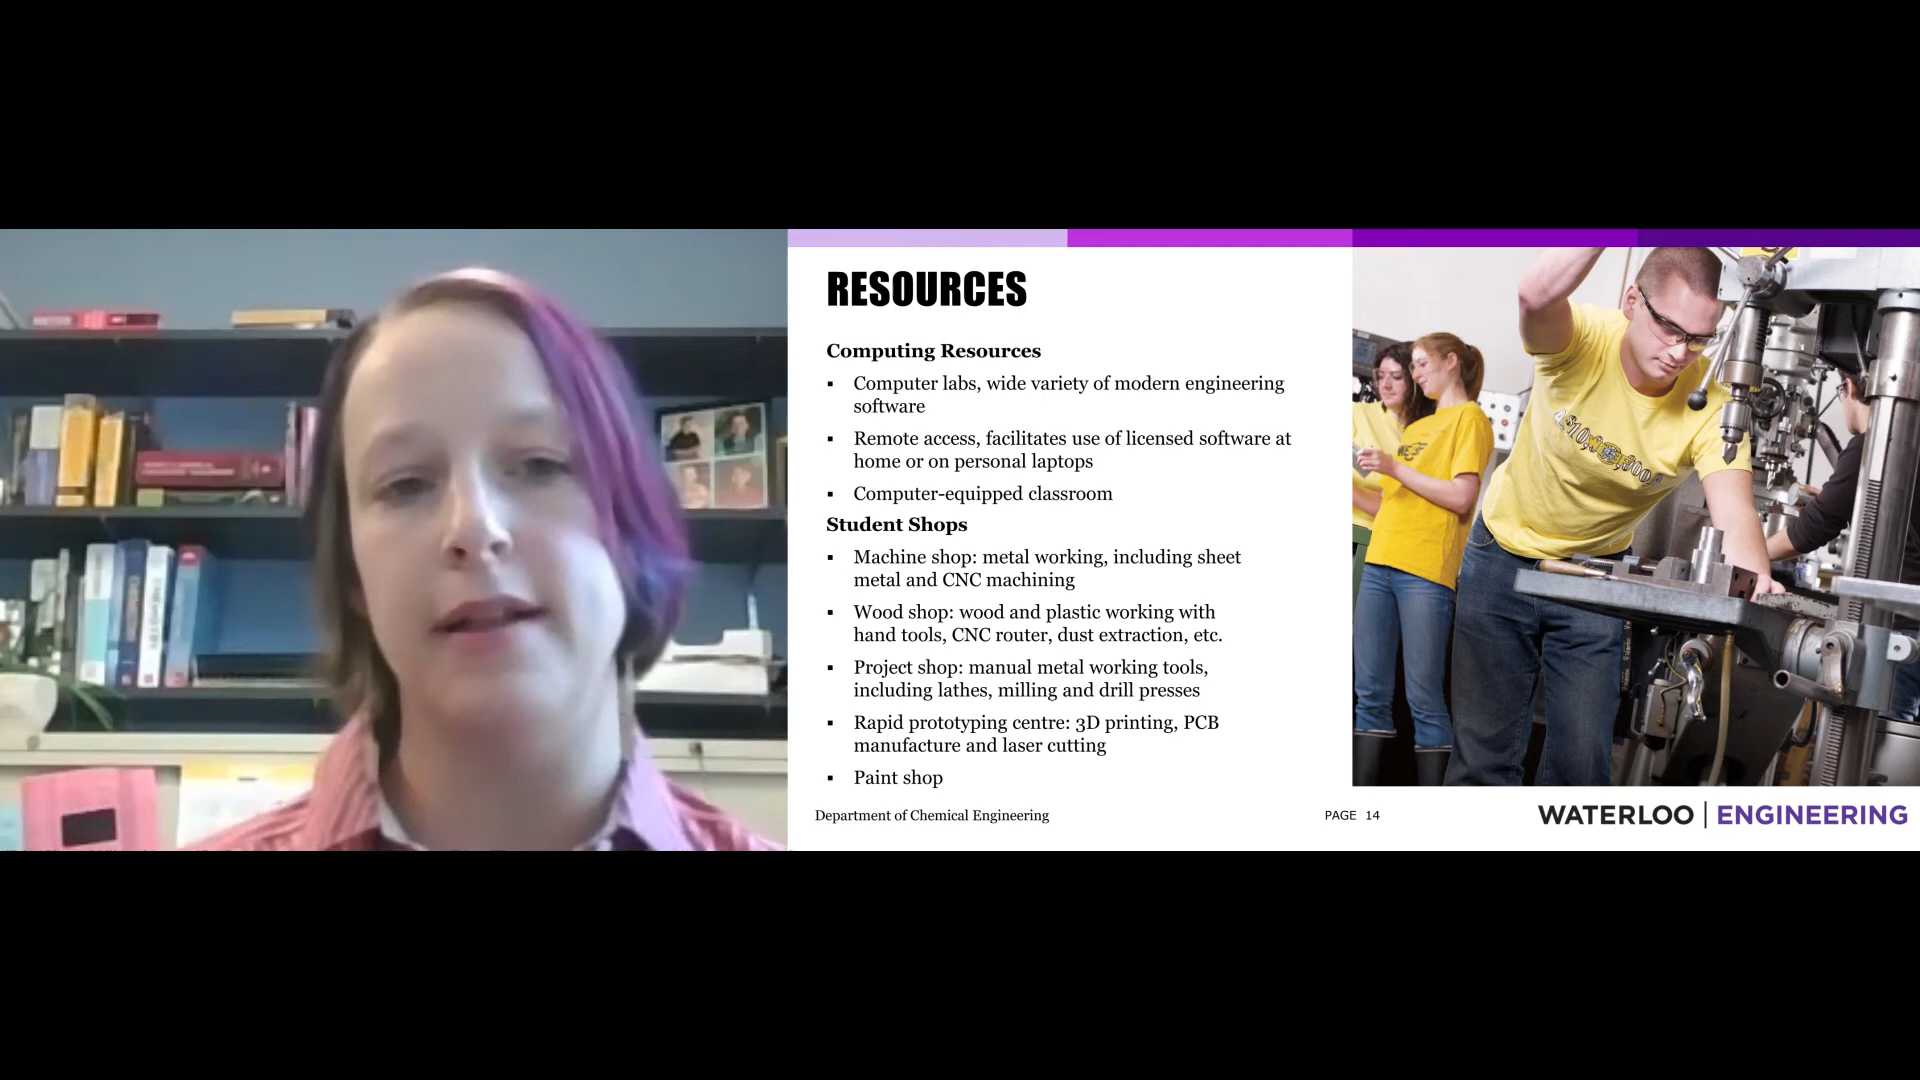 RESOURCES
Computing Resources
▪ Computer labs, wide variety of modern engineering
software
▪ Remote access, facilitates use of licensed software at
home or on personal laptops
▪ Computer-equipped classroom
Student Shops
▪ Machine shop: metal working, including sheet
metal and CNC machining
▪ Wood shop: wood and plastic working with
hand tools, CNC router, dust extraction, etc.
▪ Project shop: manual metal working tools,
including lathes, milling and drill presses
▪ Rapid prototyping centre: 3D printing, PCB
manufacture and laser cutting
▪ Paint shop
Department of Chemical Engineering
PAGE 14
WATERLOO | ENGINEERING